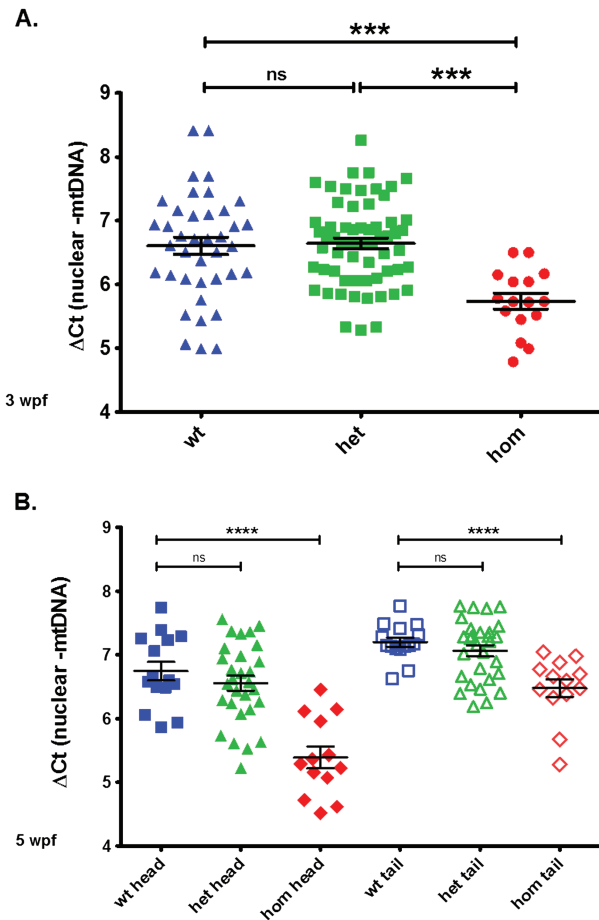 A.
***
ns
***
9
8
7
6
5
4
ΔCt (nuclear -mtDNA)
3 wpf
wt
het
hom
B.
****
ns
****
ns
9
8
7
6
5
4
ΔCt (nuclear -mtDNA)
5 wpf
wt head
het head
hom head
wt tail
het tail
hom tail